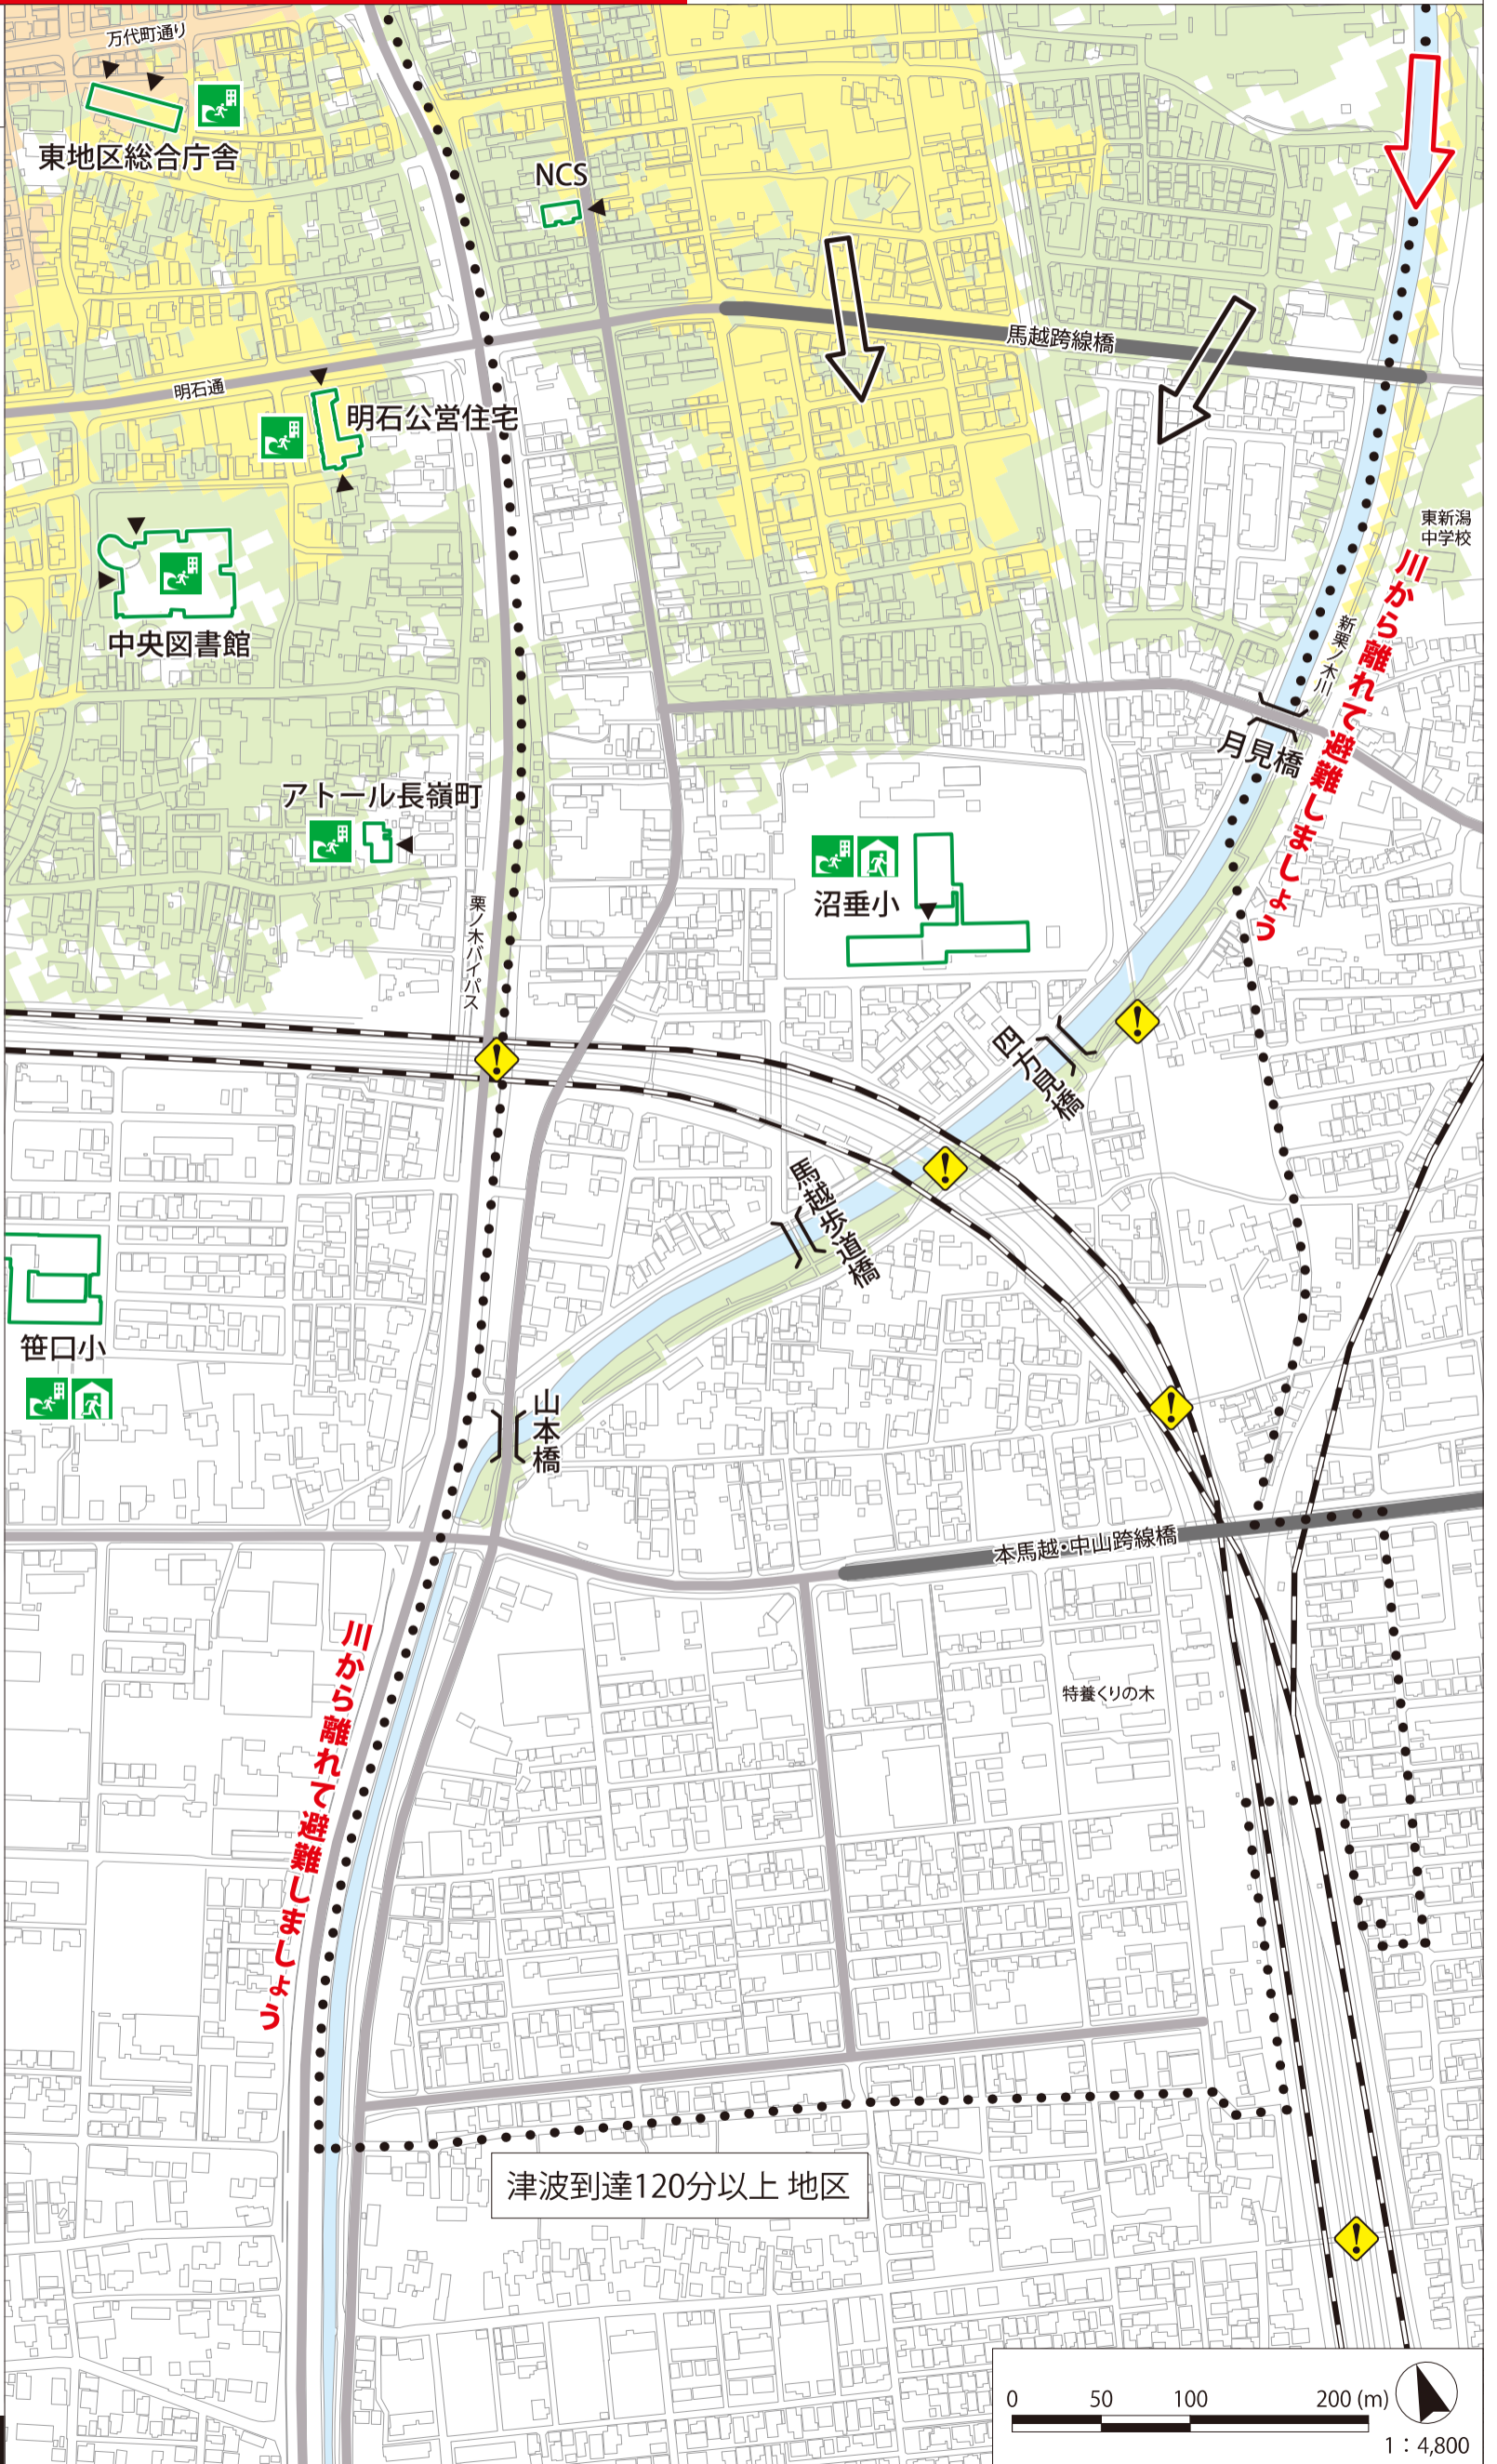 万代町通り
東地区総合庁舎
NCS
馬越跨線橋
明石通
明石公営住宅
東新潟
中学校
中央図書館
新栗ノ木川
川から離れて避難しましょう
月見橋
アトール長嶺町
沼垂小
栗ノ木バイパス
四方見橋
馬越歩道橋
笹口小
山本橋
本馬越・中山跨線橋
川から離れて避難しましょう
特養くりの木
津波到達120分以上 地区
0 50 100 200 (m)
1：4,800